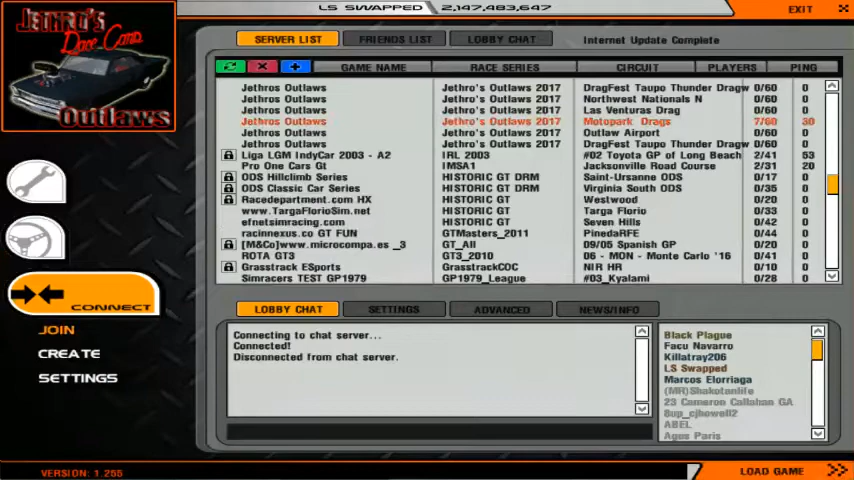 LS SWAPPED 2,147,483,647 EXIT
JETHRO'S
Race Cars
Outlaws
SERVER LIST FRIENDS LIST LOBBY CHAT Internet Update Complete
GAME NAME RACE SERIES CIRCUIT PLAYERS PING
Jethros Outlaws Jethro's Outlaws 2017 DragFest Taupo Thunder Dragw 0/60 0
Jethros Outlaws Jethro's Outlaws 2017 Northwest Nationals N 0/60 0
Jethros Outlaws Jethro's Outlaws 2017 Las Venturas Drag 0/60 0
Jethros Outlaws Jethro's Outlaws 2017 Motopark Drags 7/60 30
Jethros Outlaws Jethro's Outlaws 2017 Outlaw Airport 0/60 0
Jethros Outlaws Jethro's Outlaws 2017 DragFest Taupo Thunder Dragw 0/60 0
Liga LGM IndyCar 2003 - A2 IRL 2003 #02 Toyota GP of Long Beach 2/41 53
Pro One Cars Gt IMSA1 Jacksonville Road Course 2/31 20
ODS Hillclimb Series HISTORIC GT DRM Saint-Ursanne ODS 0/17 0
ODS Classic Car Series HISTORIC GT DRM Virginia South ODS 0/35 0
Racedepartment.com HX HISTORIC GT Westwood 0/20 0
www.TargaFlorioSim.net HISTORIC GT Targa Florio 0/33 0
efnetsimracing.com HISTORIC GT Seven Hills 0/42 0
racinnexus.co GT FUN GTMasters_2011 PinedaRFE 0/44 0
[M&Co]www.microcompa.es _3 GT_All 09/05 Spanish GP 0/20 0
ROTA GT3 GT3_2010 06 - MON - Monte Carlo '16 0/41 0
Grasstrack ESports GrasstrackCOC NIR HR 0/10 0
Simracers TEST GP1979 GP1979_League #03_Kyalami 0/28 0
CONNECT
JOIN
CREATE
SETTINGS
LOBBY CHAT SETTINGS ADVANCED NEWS/INFO
Connecting to chat server...
Connected!
Disconnected from chat server.
Black Plague
Facu Navarro
Killatray206
LS Swapped
Marcos Elorriaga
(MR)Shakotanlife
23 Cameron Callahan GA
8up_cjhowell2
ABEL
Agus Paris
VERSION: 1.255 LOAD GAME